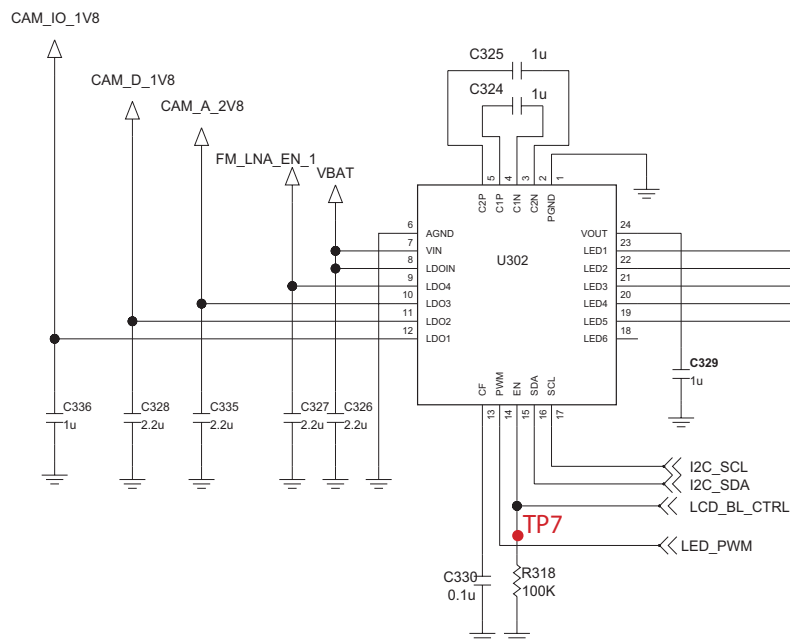 CAM_IO_1V8
CAM_D_1V8
CAM_A_2V8
FM_LNA_EN_1
VBAT
C325
1u
C324
1u
5
4
3
2
1
C2P
C1P
C1N
C2N
PGND
6
AGND
7
VIN
8
LDOIN
9
LDO4
10
LDO3
11
LDO2
12
LDO1
U302
VOUT
24
LED1
23
LED2
22
LED3
21
LED4
20
LED5
19
LED6
18
CF
PWM
EN
SDA
SCL
13
14
15
16
17
C336
1u
C328
2.2u
C335
2.2u
C327
2.2u
C326
2.2u
C329
1u
I2C_SCL
I2C_SDA
LCD_BL_CTRL
TP7
LED_PWM
C330
0.1u
R318
100K